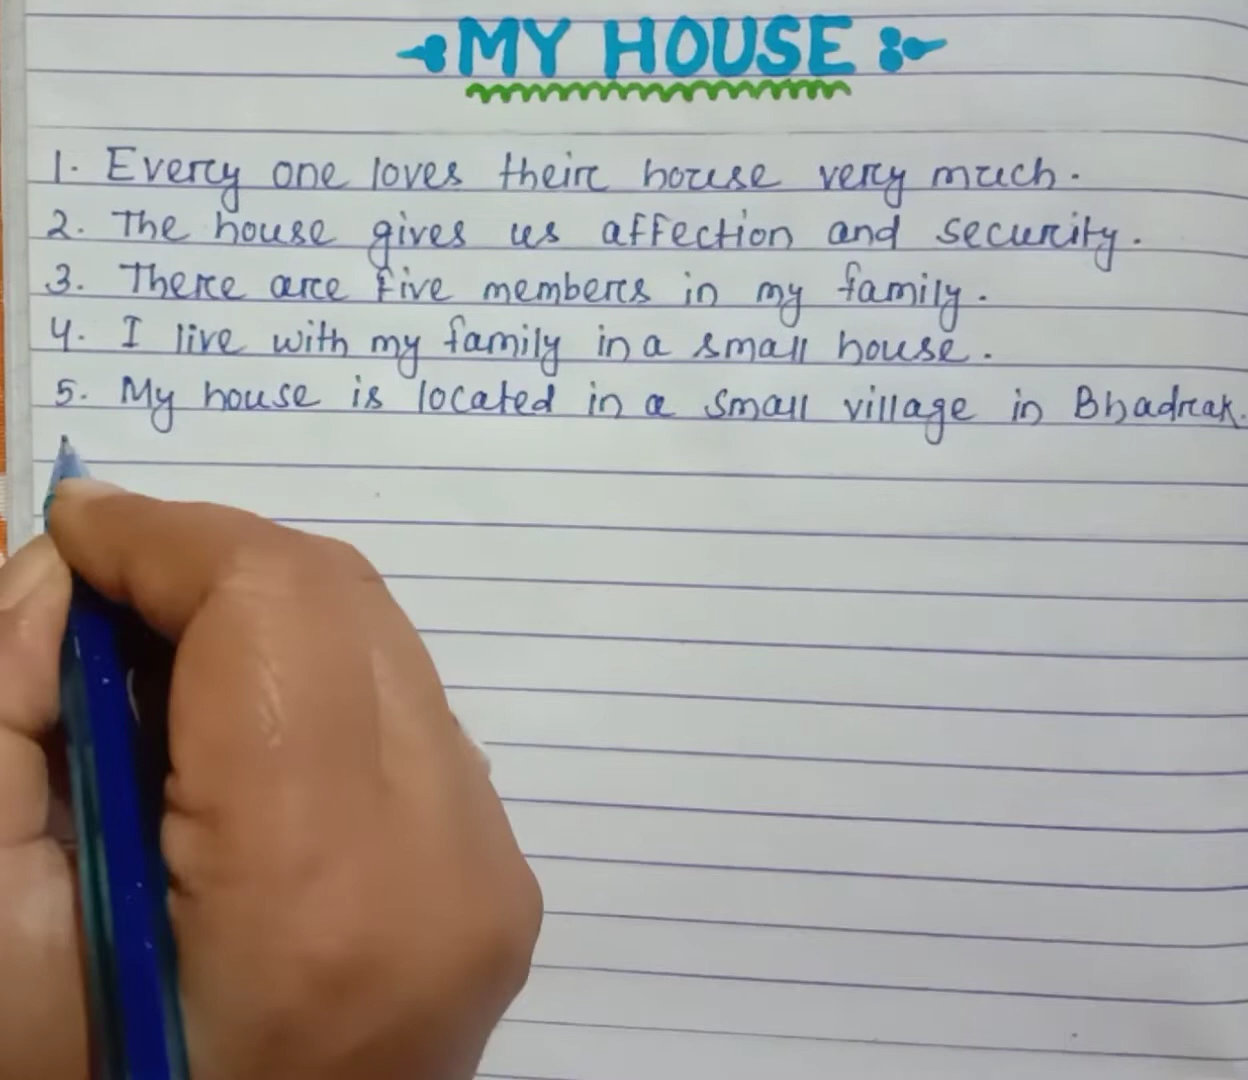 MY HOUSE
1. Every one loves their house very much.
2. The house gives us affection and security.
3. There are five members in my family.
4. I live with my family in a small house.
5. My house is located in a small village in Bhadrak.